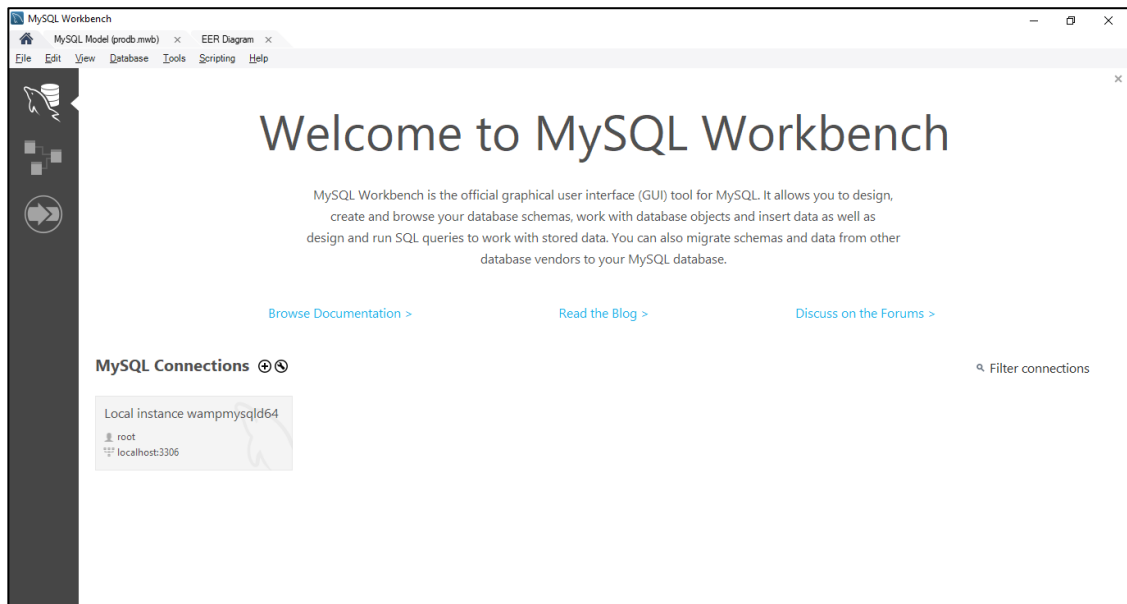 MySQL Workbench
MySQL Model (prodb.mwb) × EER Diagram ×
File Edit View Database Tools Scripting Help
Welcome to MySQL Workbench
MySQL Workbench is the official graphical user interface (GUI) tool for MySQL. It allows you to design,
create and browse your database schemas, work with database objects and insert data as well as
design and run SQL queries to work with stored data. You can also migrate schemas and data from other
database vendors to your MySQL database.
Browse Documentation > Read the Blog > Discuss on the Forums >
MySQL Connections Filter connections
Local instance wampmysqld64
root
localhost:3306